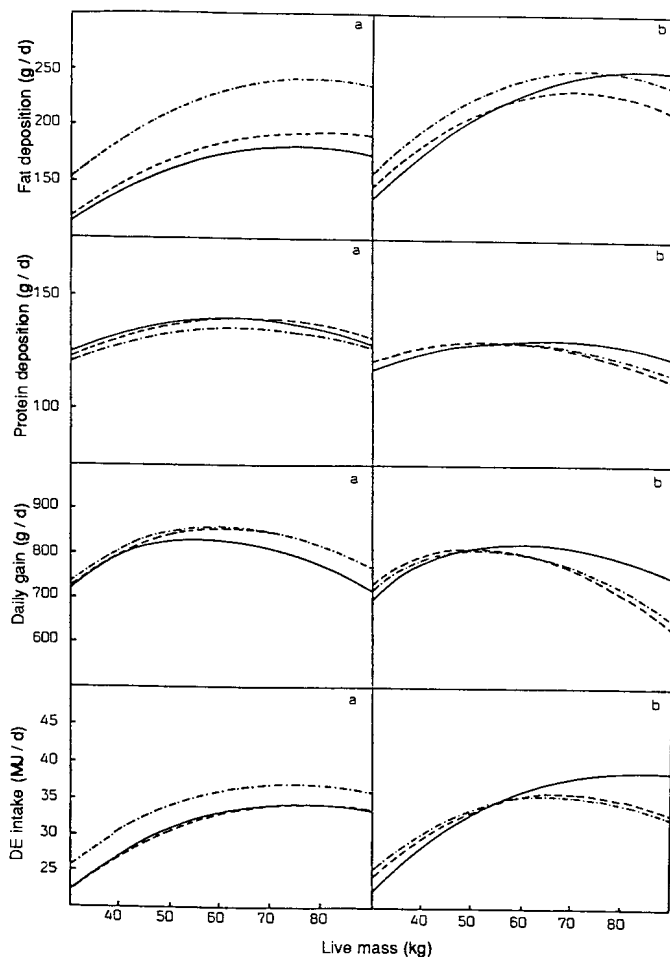 a
b
Fat deposition (g / d)
250
200
150
a
b
Protein deposition (g / d)
150
100
a
b
Daily gain (g / d)
900
800
700
600
a
b
DE intake (MJ / d)
45
40
35
30
25
40 50 60 70 80 40 50 60 70 80
Live mass (kg)